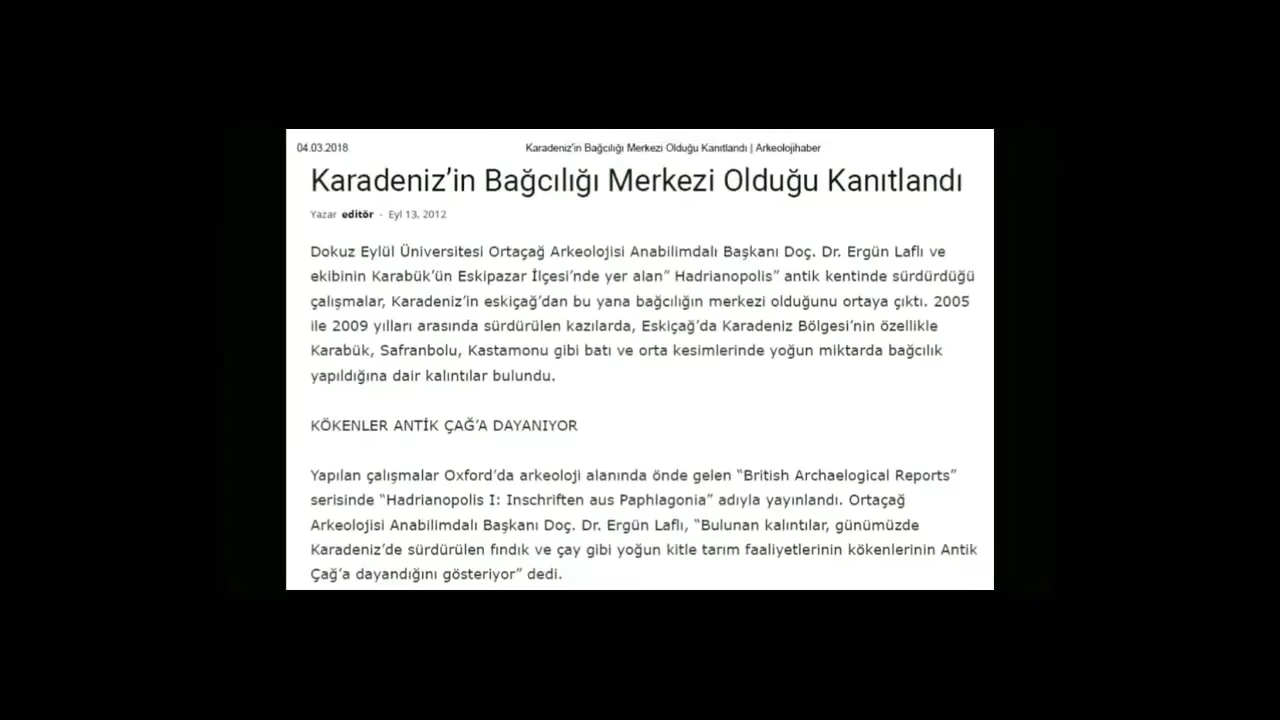 04.03.2018 Karadeniz'in Bağcılığı Merkezi Olduğu Kanıtlandı | Arkeolojihaber
Karadeniz’in Bağcılığı Merkezi Olduğu Kanıtlandı
Yazar editör - Eyl 13, 2012
Dokuz Eylül Üniversitesi Ortaçağ Arkeolojisi Anabilimdalı Başkanı Doç. Dr. Ergün Laflı ve
ekibinin Karabük’ün Eskipazar İlçesi’nde yer alan” Hadrianopolis” antik kentinde sürdürdüğü
çalışmalar, Karadeniz’in eskiçağ’dan bu yana bağcılığın merkezi olduğunu ortaya çıktı. 2005
ile 2009 yılları arasında sürdürülen kazılarda, Eskiçağ’da Karadeniz Bölgesi’nin özellikle
Karabük, Safranbolu, Kastamonu gibi batı ve orta kesimlerinde yoğun miktarda bağcılık
yapıldığına dair kalıntılar bulundu.
KÖKENLER ANTİK ÇAĞ’A DAYANIYOR
Yapılan çalışmalar Oxford’da arkeoloji alanında önde gelen “British Archaelogical Reports”
serisinde “Hadrianopolis I: Inschriften aus Paphlagonia” adıyla yayınlandı. Ortaçağ
Arkeolojisi Anabilimdalı Başkanı Doç. Dr. Ergün Laflı, “Bulunan kalıntılar, günümüzde
Karadeniz’de sürdürülen fındık ve çay gibi yoğun kitle tarım faaliyetlerinin kökenlerinin Antik
Çağ’a dayandığını gösteriyor” dedi.